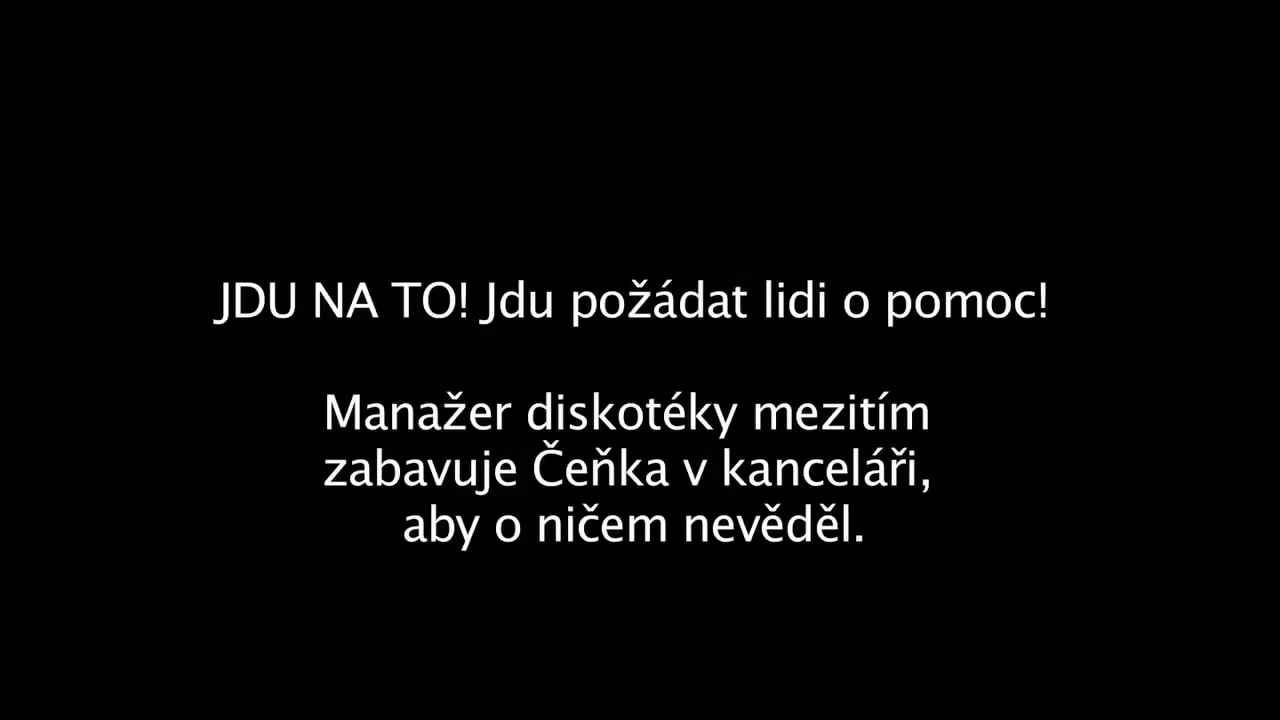 JDU NA TO! Jdu požádat lidi o pomoc!
Manažer diskotéky mezitím
zabavuje Čeňka v kanceláři,
aby o ničem nevěděl.